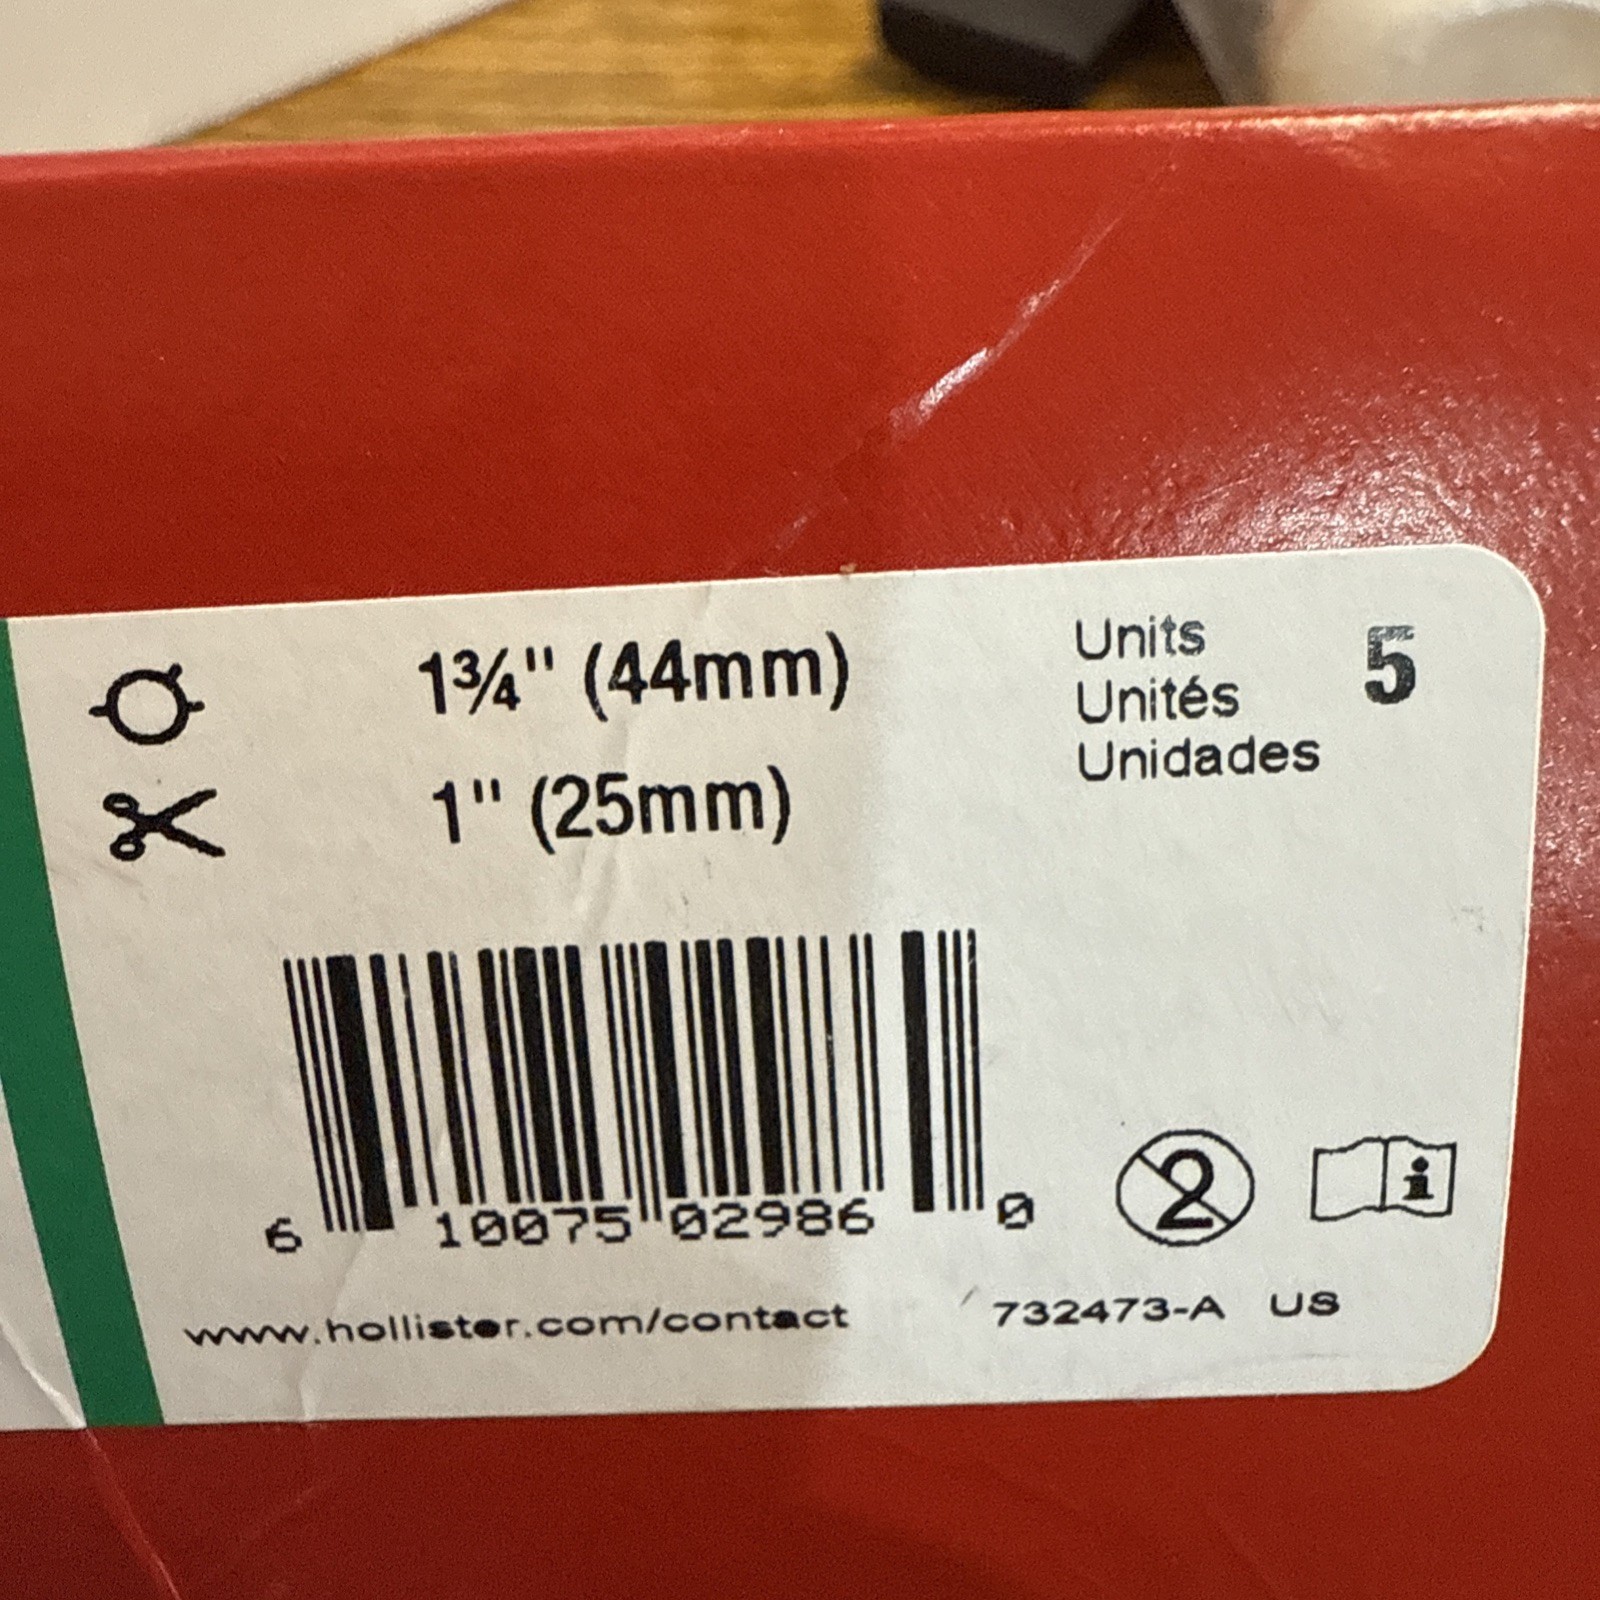 1¾" (44mm)
1" (25mm)
Units 5
Unités
Unidades
6 10075 02986 0
2
i
www.hollister.com/contact 732473-A US